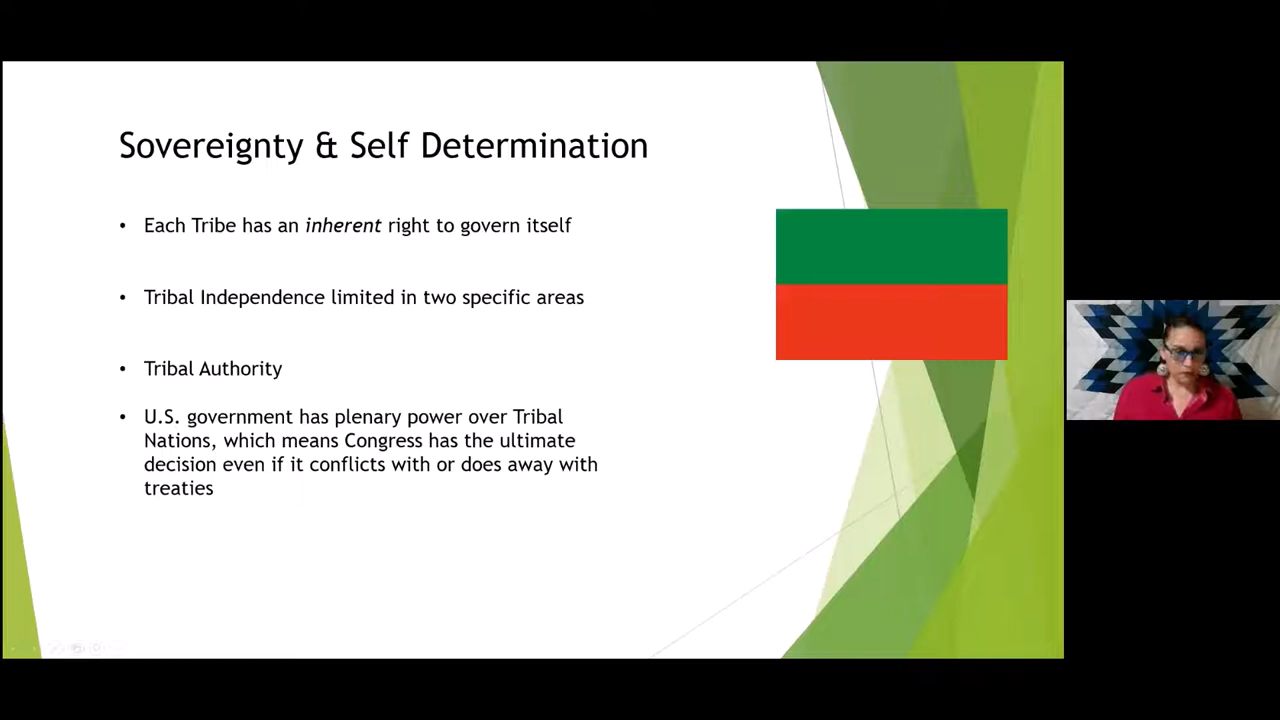 Sovereignty & Self Determination
• Each Tribe has an inherent right to govern itself
• Tribal Independence limited in two specific areas
• Tribal Authority
• U.S. government has plenary power over Tribal
Nations, which means Congress has the ultimate
decision even if it conflicts with or does away with
treaties